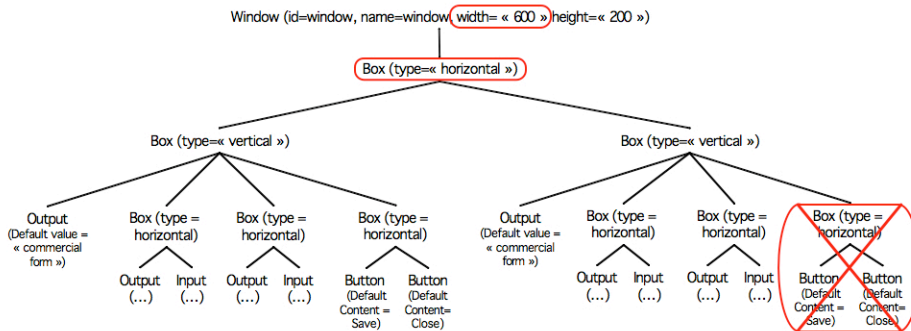 Window (id=window, name=window, width= « 600 » height= « 200 »)
Box (type=« horizontal »)
Box (type=« vertical »)
Box (type=« vertical »)
Output
(Default value =
« commercial
form »)
Box (type =
horizontal)
Box (type =
horizontal)
Box (type =
horizontal)
Output
(Default value =
« commercial
form »)
Box (type =
horizontal)
Box (type =
horizontal)
Box (type =
horizontal)
Output
(...)
Input
(...)
Output
(...)
Input
(...)
Button
(Default
Content =
Save)
Button
(Default
Content=
Close)
Output
(...)
Input
(...)
Output
(...)
Input
(...)
Button
(Default
Content =
Save)
Button
(Default
Content=
Close)